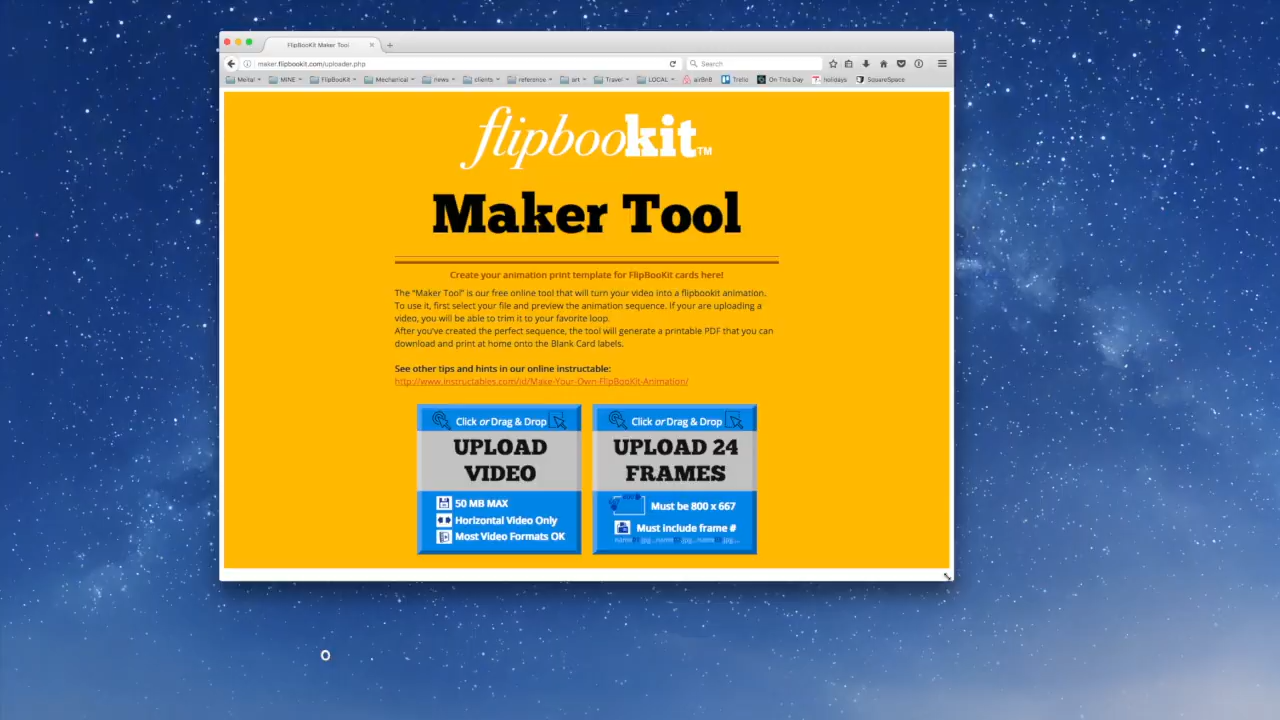 FlipBooKit Maker Tool
maker.flipbookit.com/uploader.php
Search
Meital
MINE
FlipBooKit
Mechanical
news
clients
reference
art
Travel
LOCAL
airBnB
Trello
On This Day
holidays
SquareSpace
flipbookit™
Maker Tool
Create your animation print template for FlipBooKit cards here!
The "Maker Tool" is our free online tool that will turn your video into a flipbookit animation.
To use it, first select your file and preview the animation sequence. If your are uploading a
video, you will be able to trim it to your favorite loop.
After you've created the perfect sequence, the tool will generate a printable PDF that you can
download and print at home onto the Blank Card labels.
See other tips and hints in our online instructable:
http://www.instructables.com/id/Make-Your-Own-FlipBooKit-Animation/
Click or Drag & Drop
UPLOAD
VIDEO
50 MB MAX
Horizontal Video Only
Most Video Formats OK
Click or Drag & Drop
UPLOAD 24
FRAMES
Must be 800 x 667
Must include frame #